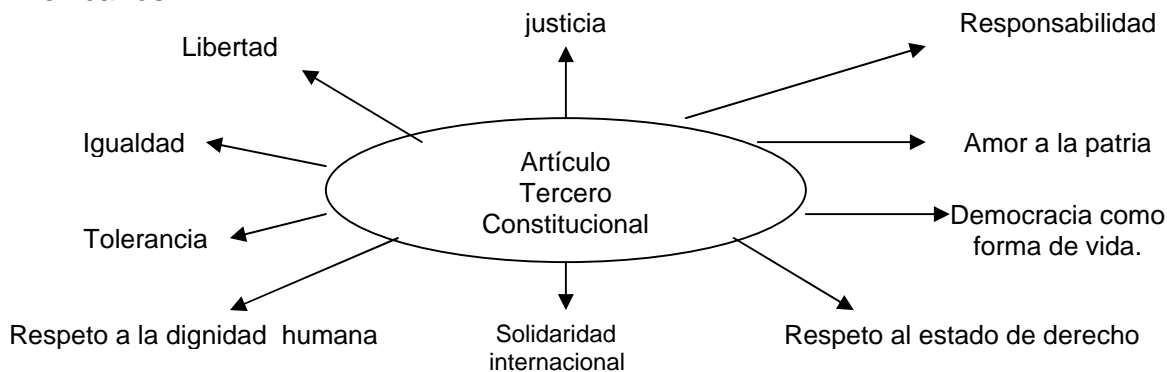 justicia
Responsabilidad
Libertad
Igualdad
Artículo
Tercero
Constitucional
Amor a la patria
Tolerancia
Democracia como
forma de vida.
Respeto a la dignidad humana
Solidaridad
internacional
Respeto al estado de derecho